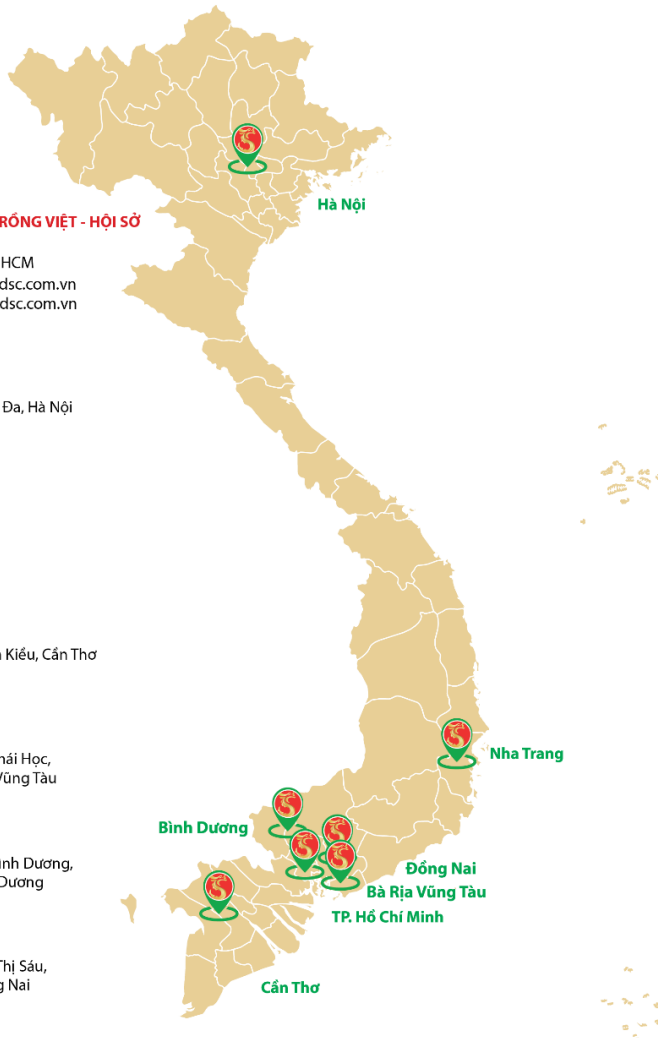 RỒNG VIỆT - HỘI SỞ
HCM
dsc.com.vn
dsc.com.vn
Đa, Hà Nội
Kiều, Cần Thơ
hái Học,
Vũng Tàu
ình Dương,
Dương
Thị Sáu,
g Nai
Hà Nội
Nha Trang
Bình Dương
Đồng Nai
Bà Rịa Vũng Tàu
TP. Hồ Chí Minh
Cần Thơ